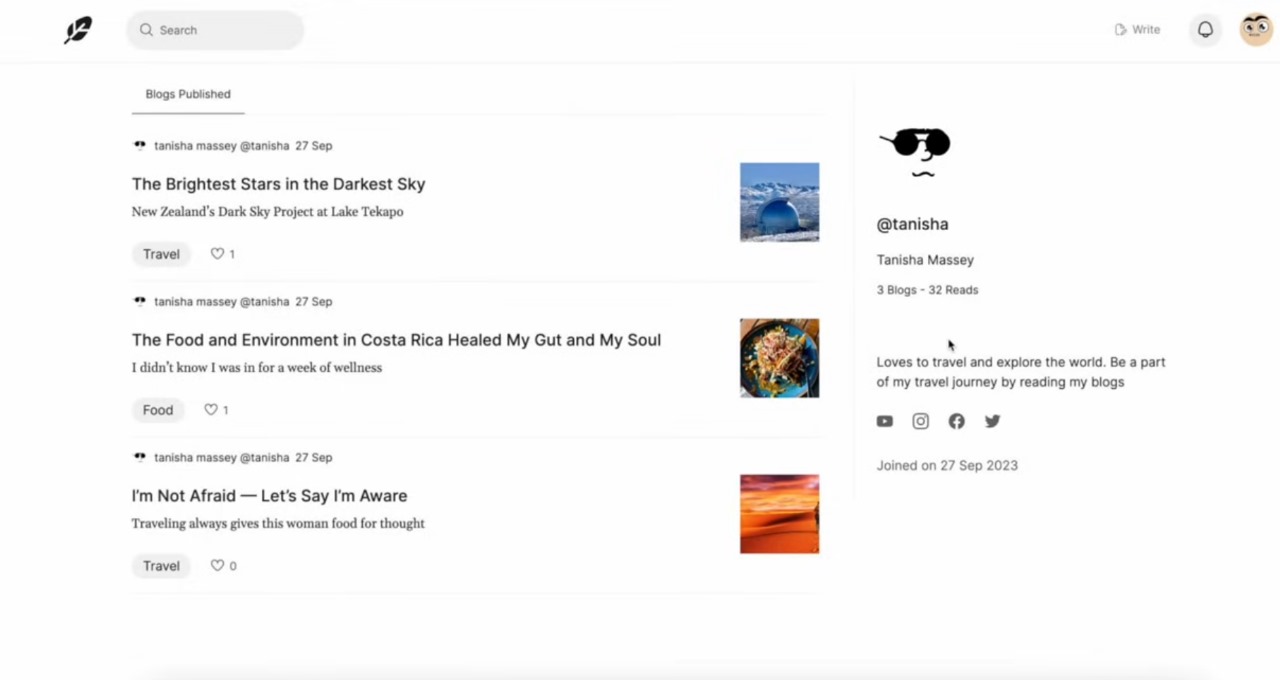 Search
Write
Blogs Published
tanisha massey @tanisha 27 Sep
The Brightest Stars in the Darkest Sky
New Zealand's Dark Sky Project at Lake Tekapo
Travel 1
tanisha massey @tanisha 27 Sep
The Food and Environment in Costa Rica Healed My Gut and My Soul
I didn't know I was in for a week of wellness
Food 1
tanisha massey @tanisha 27 Sep
I'm Not Afraid — Let's Say I'm Aware
Traveling always gives this woman food for thought
Travel 0
@tanisha
Tanisha Massey
3 Blogs - 32 Reads
Loves to travel and explore the world. Be a part
of my travel journey by reading my blogs
Joined on 27 Sep 2023